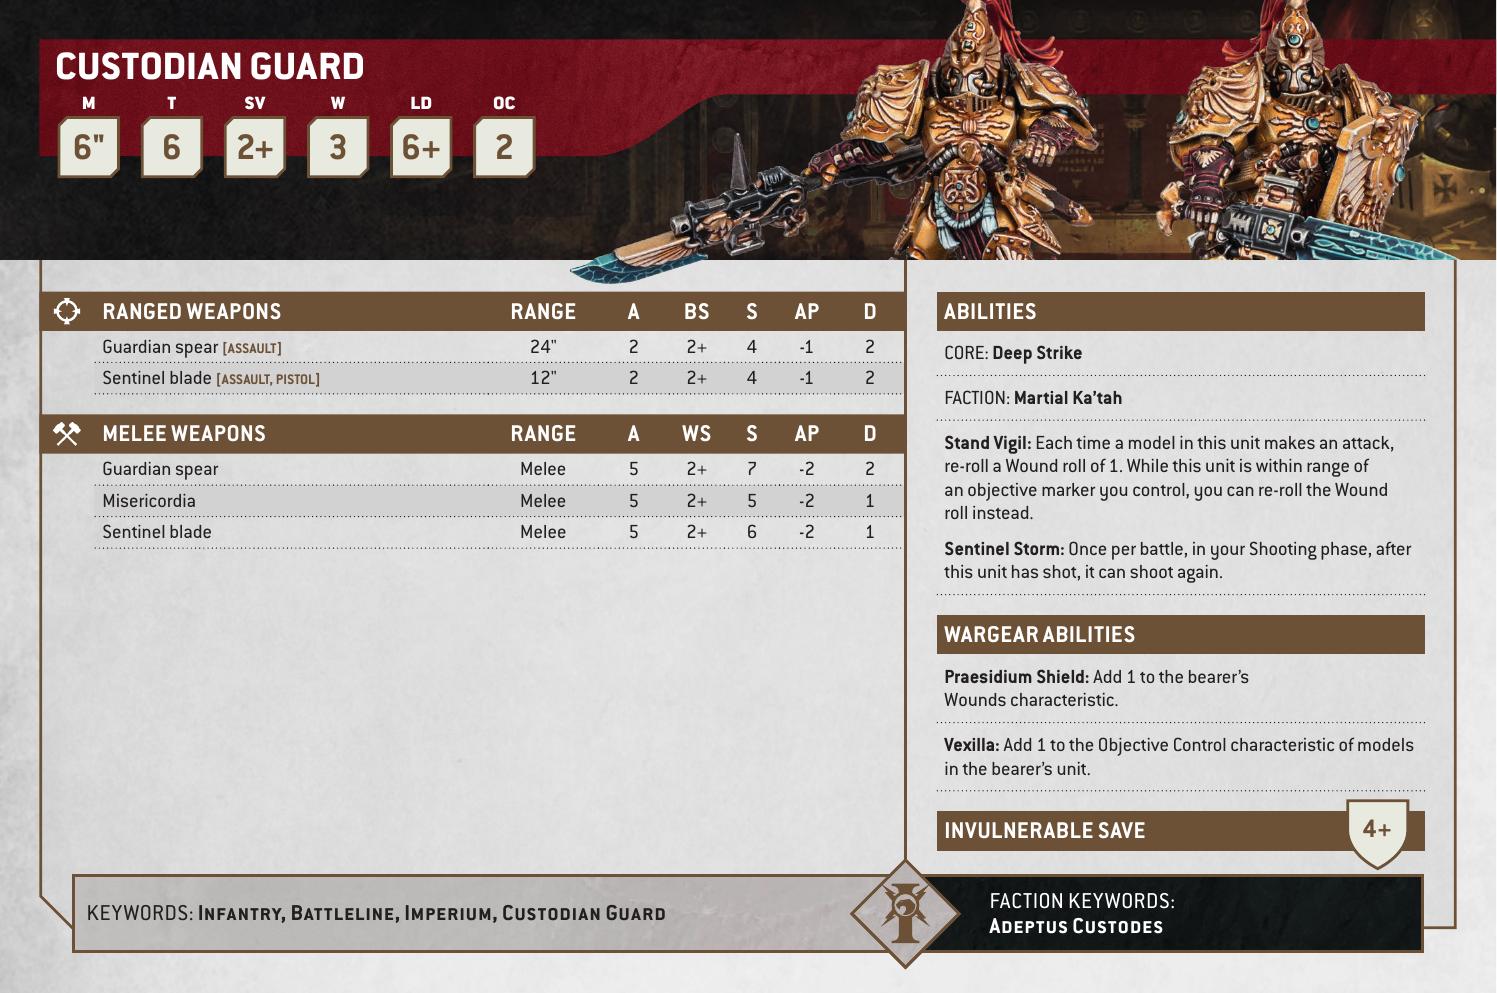 CUSTODIAN GUARD
M T SV W LD OC
6" 6 2+ 3 6+ 2
RANGED WEAPONS RANGE A BS S AP D
Guardian spear [ASSAULT] 24" 2 2+ 4 -1 2
Sentinel blade [ASSAULT, PISTOL] 12" 2 2+ 4 -1 2
MELEE WEAPONS RANGE A WS S AP D
Guardian spear Melee 5 2+ 7 -2 2
Misericordia Melee 5 2+ 5 -2 1
Sentinel blade Melee 5 2+ 6 -2 1
ABILITIES
CORE: Deep Strike
FACTION: Martial Ka’tah
Stand Vigil: Each time a model in this unit makes an attack,
re-roll a Wound roll of 1. While this unit is within range of
an objective marker you control, you can re-roll the Wound
roll instead.
Sentinel Storm: Once per battle, in your Shooting phase, after
this unit has shot, it can shoot again.
WARGEAR ABILITIES
Praesidium Shield: Add 1 to the bearer’s
Wounds characteristic.
Vexilla: Add 1 to the Objective Control characteristic of models
in the bearer’s unit.
INVULNERABLE SAVE 4+
KEYWORDS: Infantry, Battleline, Imperium, Custodian Guard
FACTION KEYWORDS:
Adeptus Custodes